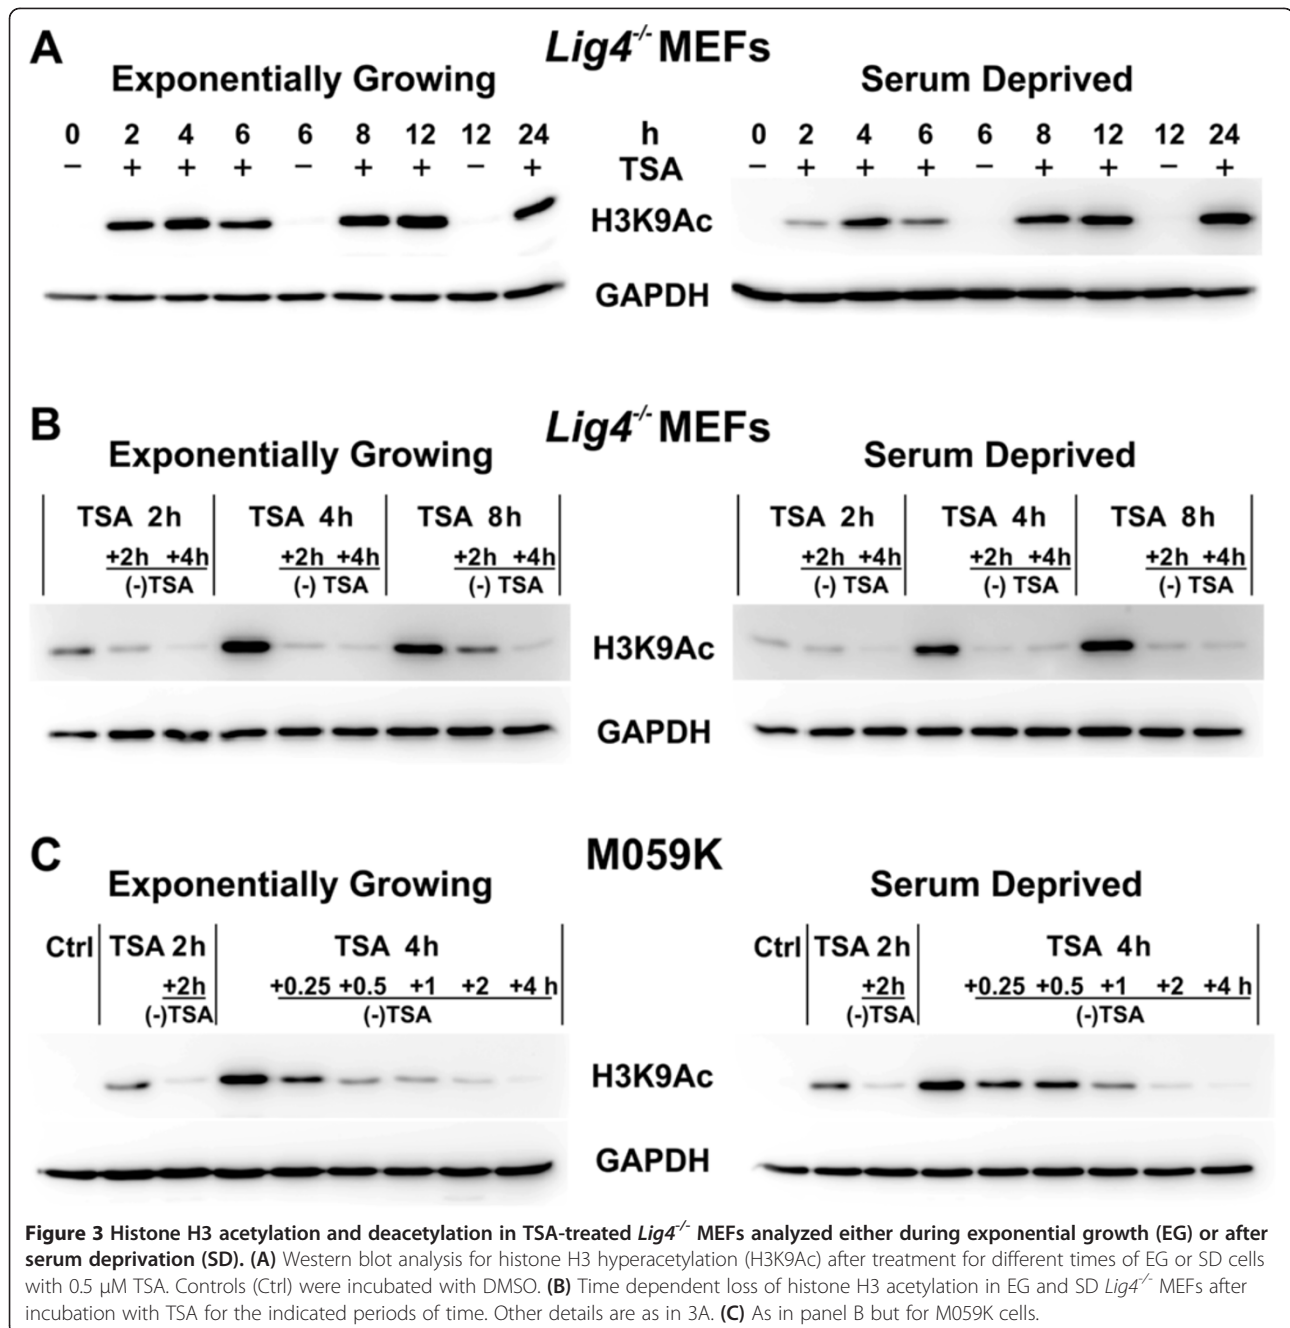 A
Lig4-/- MEFs
Exponentially Growing
Serum Deprived
0 2 4 6 6 8 12 12 24 h 0 2 4 6 6 8 12 12 24
− + + + − + + − + TSA − + + + − + + − +
H3K9Ac
GAPDH
B
Lig4-/- MEFs
Exponentially Growing
Serum Deprived
TSA 2h TSA 4h TSA 8h TSA 2h TSA 4h TSA 8h
+2h +4h +2h +4h +2h +4h +2h +4h +2h +4h +2h +4h
(-)TSA (-) TSA (-) TSA (-) TSA (-) TSA (-) TSA
H3K9Ac
GAPDH
C
M059K
Exponentially Growing
Serum Deprived
Ctrl TSA 2h TSA 4h Ctrl TSA 2h TSA 4h
+2h +0.25 +0.5 +1 +2 +4 h +2h +0.25 +0.5 +1 +2 +4 h
(-)TSA (-)TSA (-)TSA (-)TSA
H3K9Ac
GAPDH
Figure 3 Histone H3 acetylation and deacetylation in TSA-treated Lig4-/- MEFs analyzed either during exponential growth (EG) or after
serum deprivation (SD). (A) Western blot analysis for histone H3 hyperacetylation (H3K9Ac) after treatment for different times of EG or SD cells
with 0.5 μM TSA. Controls (Ctrl) were incubated with DMSO. (B) Time dependent loss of histone H3 acetylation in EG and SD Lig4-/- MEFs after
incubation with TSA for the indicated periods of time. Other details are as in 3A. (C) As in panel B but for M059K cells.